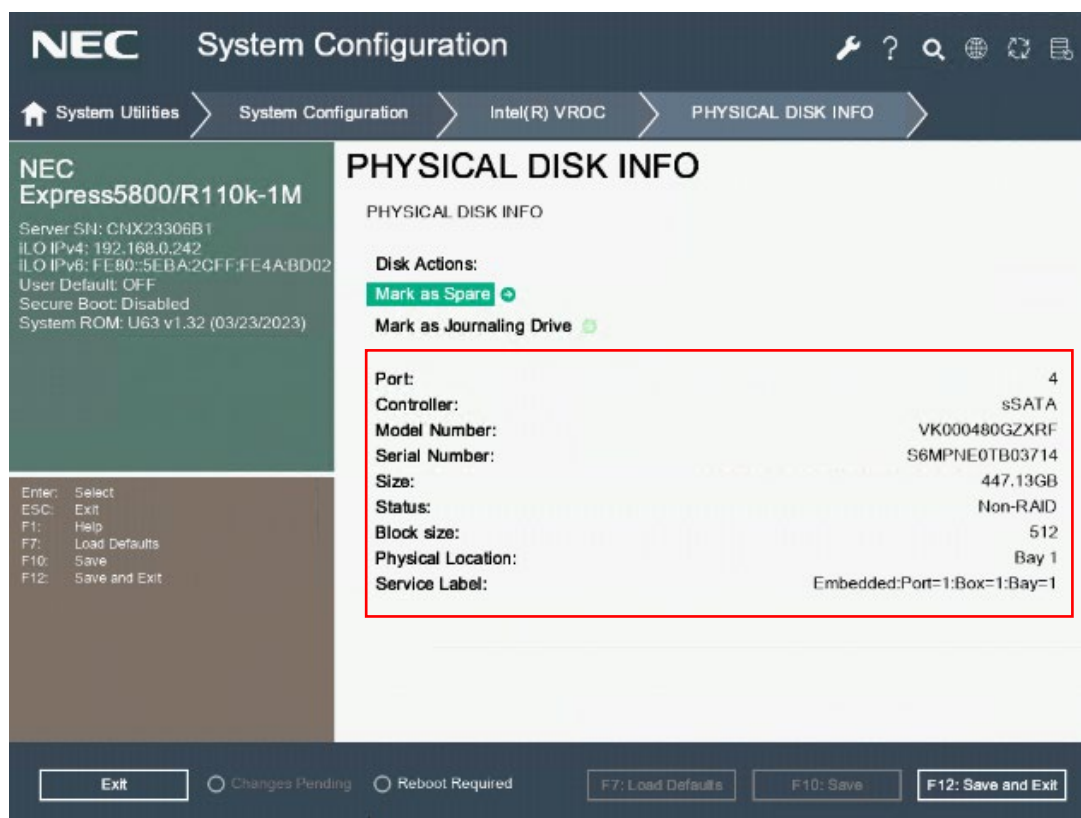 NEC System Configuration
?
System Utilities System Configuration Intel(R) VROC PHYSICAL DISK INFO
NEC
Express5800/R110k-1M
Server SN: CNX23306B1
iLO IPv4: 192.168.0.242
iLO IPv6: FE80::5EBA:2CFF:FE4A:BD02
User Default: OFF
Secure Boot: Disabled
System ROM: U63 v1.32 (03/23/2023)
Enter: Select
ESC: Exit
F1: Help
F7: Load Defaults
F10: Save
F12: Save and Exit
PHYSICAL DISK INFO
PHYSICAL DISK INFO
Disk Actions:
Mark as Spare
Mark as Journaling Drive
Port: 4
Controller: sSATA
Model Number: VK000480GZXRF
Serial Number: S6MPNE0TB03714
Size: 447.13GB
Status: Non-RAID
Block size: 512
Physical Location: Bay 1
Service Label: Embedded:Port=1:Box=1:Bay=1
Exit Changes Pending Reboot Required F7: Load Defaults F10: Save F12: Save and Exit